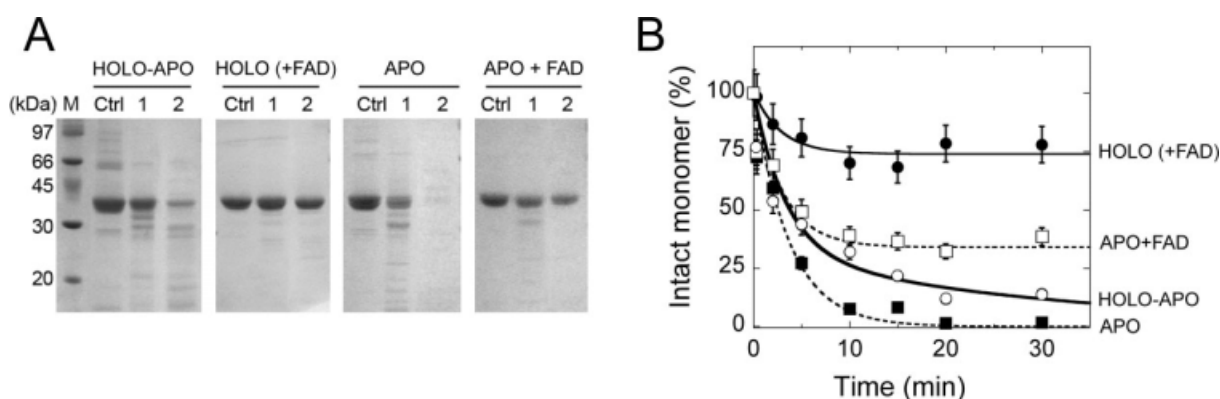 A
HOLO-APO HOLO (+FAD) APO APO + FAD
(kDa) M Ctrl 1 2 Ctrl 1 2 Ctrl 1 2 Ctrl 1 2
97
66
45
30
20
B
Intact monomer (%)
100
75
50
25
0
HOLO (+FAD)
APO+FAD
HOLO-APO
APO
0 10 20 30
Time (min)